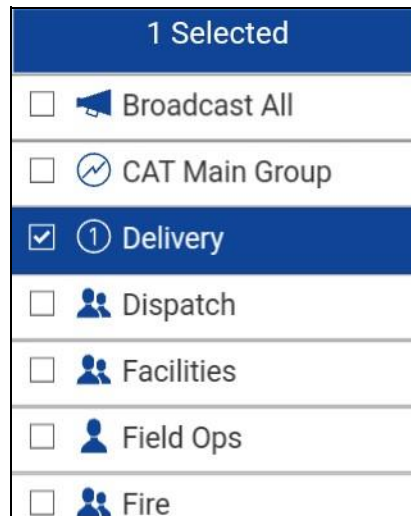 1 Selected
Broadcast All
CAT Main Group
1 Delivery
Dispatch
Facilities
Field Ops
Fire